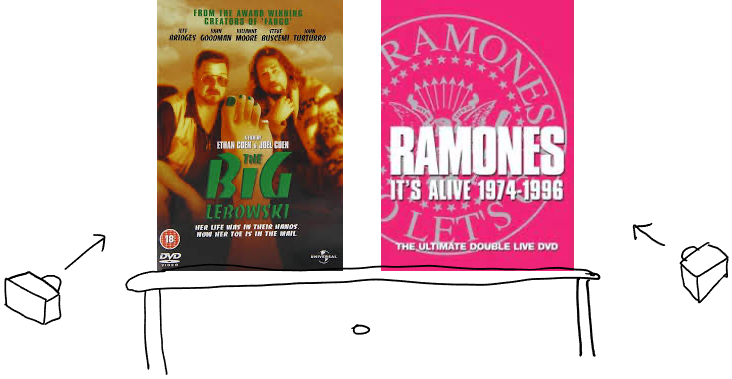 FROM THE AWARD WINNING
CREATORS OF 'FARGO'
JEFF BRIDGES JOHN GOODMAN JULIANNE MOORE STEVE BUSCEMI JOHN TURTURRO
ETHAN COEN & JOEL COEN
THE
BIG
LEBOWSKI
HER LIFE WAS IN THEIR HANDS.
NOW HER TOE IS IN THE MAIL.
18
DVD
VIDEO
UNIVERSAL
RAMONES
RAMONES
IT'S ALIVE 1974-1996
O LET'S
THE ULTIMATE DOUBLE LIVE DVD